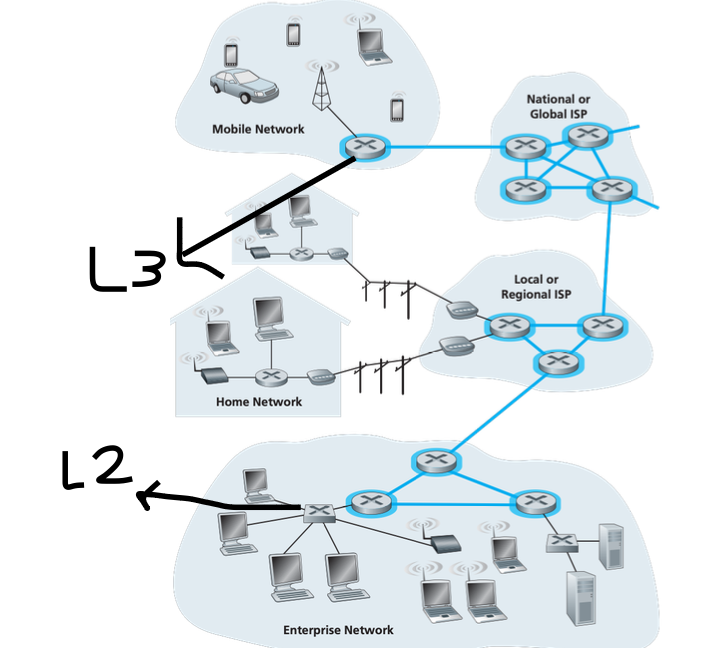 National or
Global ISP
Mobile Network
L3
Local or
Regional ISP
Home Network
L2
Enterprise Network